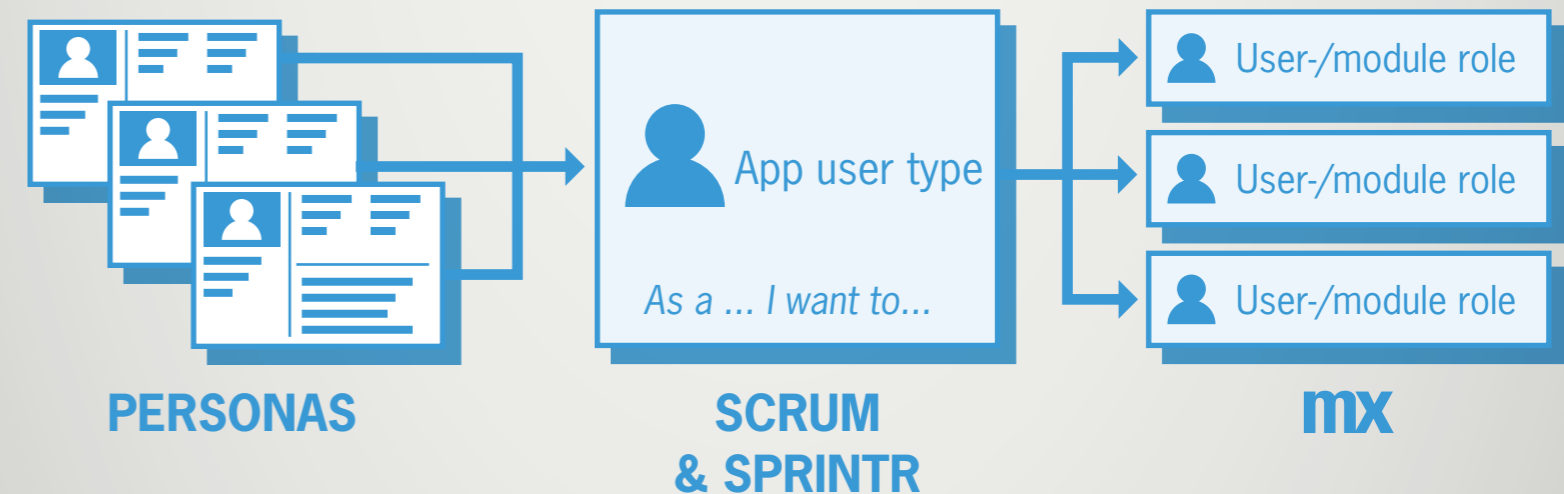 App user type
As a ... I want to...
User-/module role
User-/module role
User-/module role
PERSONAS
SCRUM
& SPRINTR
mx